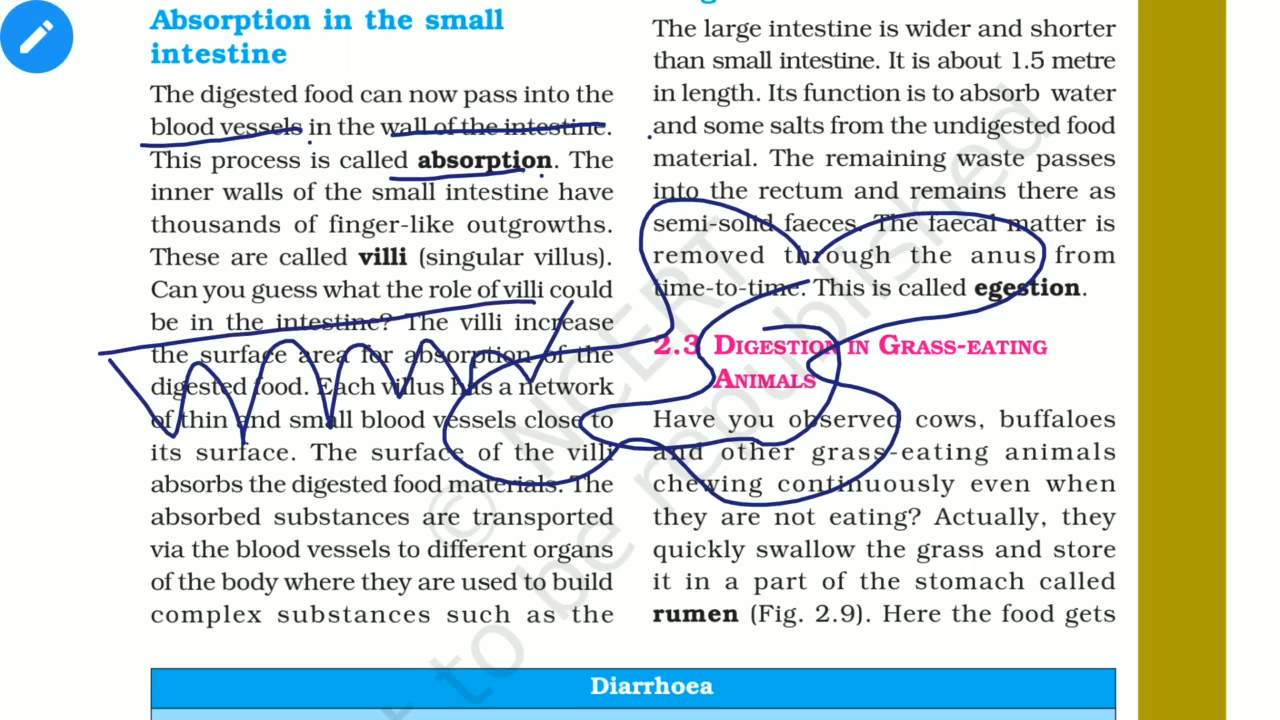 Absorption in the small
intestine
The digested food can now pass into the
blood vessels in the wall of the intestine.
This process is called absorption. The
inner walls of the small intestine have
thousands of finger-like outgrowths.
These are called villi (singular villus).
Can you guess what the role of villi could
be in the intestine? The villi increase
the surface area for absorption of the
digested food. Each villus has a network
of thin and small blood vessels close to
its surface. The surface of the villi
absorbs the digested food materials. The
absorbed substances are transported
via the blood vessels to different organs
of the body where they are used to build
complex substances such as the
The large intestine is wider and shorter
than small intestine. It is about 1.5 metre
in length. Its function is to absorb water
and some salts from the undigested food
material. The remaining waste passes
into the rectum and remains there as
semi-solid faeces. The faecal matter is
removed through the anus from
time-to-time. This is called egestion.
2.3 DIGESTION IN GRASS-EATING
ANIMALS
Have you observed cows, buffaloes
and other grass-eating animals
chewing continuously even when
they are not eating? Actually, they
quickly swallow the grass and store
it in a part of the stomach called
rumen (Fig. 2.9). Here the food gets
Diarrhoea
© NCERT
to be republished